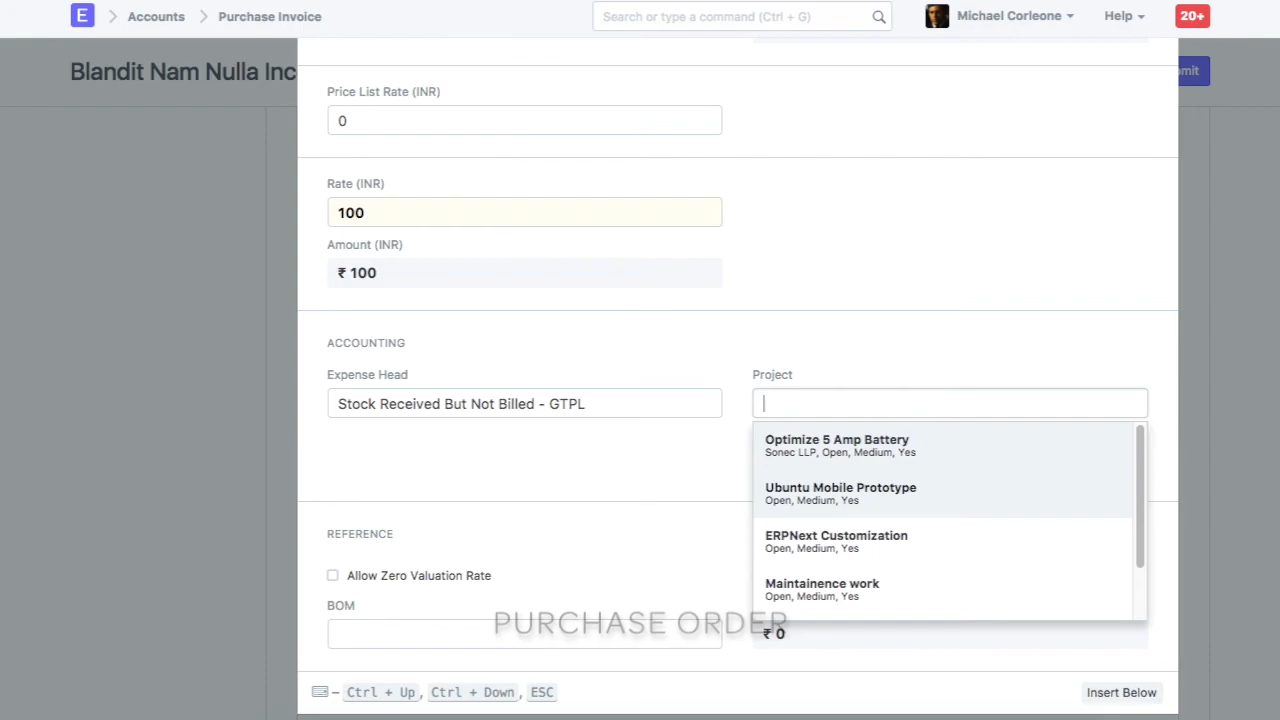 E Accounts Purchase Invoice Search or type a command (Ctrl + G) Michael Corleone Help 20+
Blandit Nam Nulla Inc mit
Price List Rate (INR)
0
Rate (INR)
100
Amount (INR)
₹ 100
ACCOUNTING
Expense Head
Stock Received But Not Billed - GTPL
Project
Optimize 5 Amp Battery
Sonec LLP, Open, Medium, Yes
Ubuntu Mobile Prototype
Open, Medium, Yes
ERPNext Customization
Open, Medium, Yes
Maintainence work
Open, Medium, Yes
REFERENCE
Allow Zero Valuation Rate
BOM
PURCHASE ORDER
₹ 0
– Ctrl + Up, Ctrl + Down, ESC
Insert Below